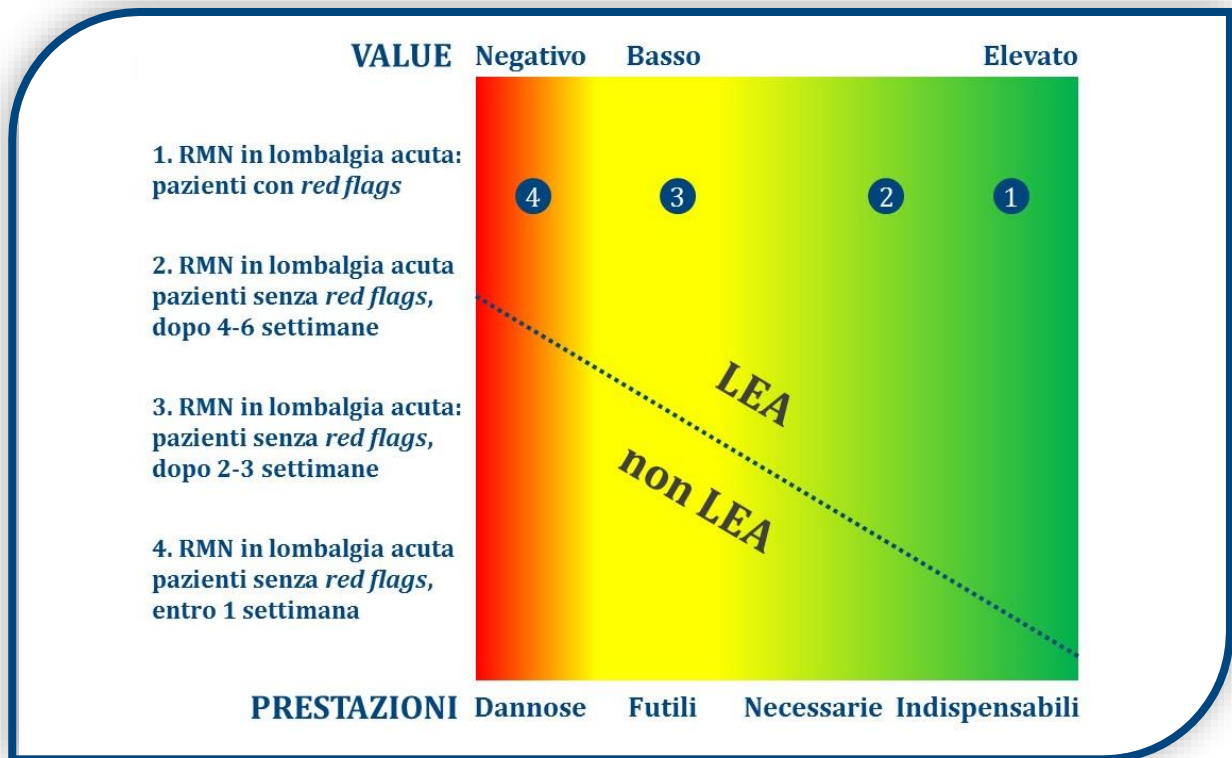 VALUE Negativo Basso Elevato
1. RMN in lombalgia acuta:
pazienti con red flags
4 3 2 1
2. RMN in lombalgia acuta
pazienti senza red flags,
dopo 4-6 settimane
LEA
3. RMN in lombalgia acuta:
pazienti senza red flags,
dopo 2-3 settimane
non LEA
4. RMN in lombalgia acuta
pazienti senza red flags,
entro 1 settimana
PRESTAZIONI Dannose Futili Necessarie Indispensabili